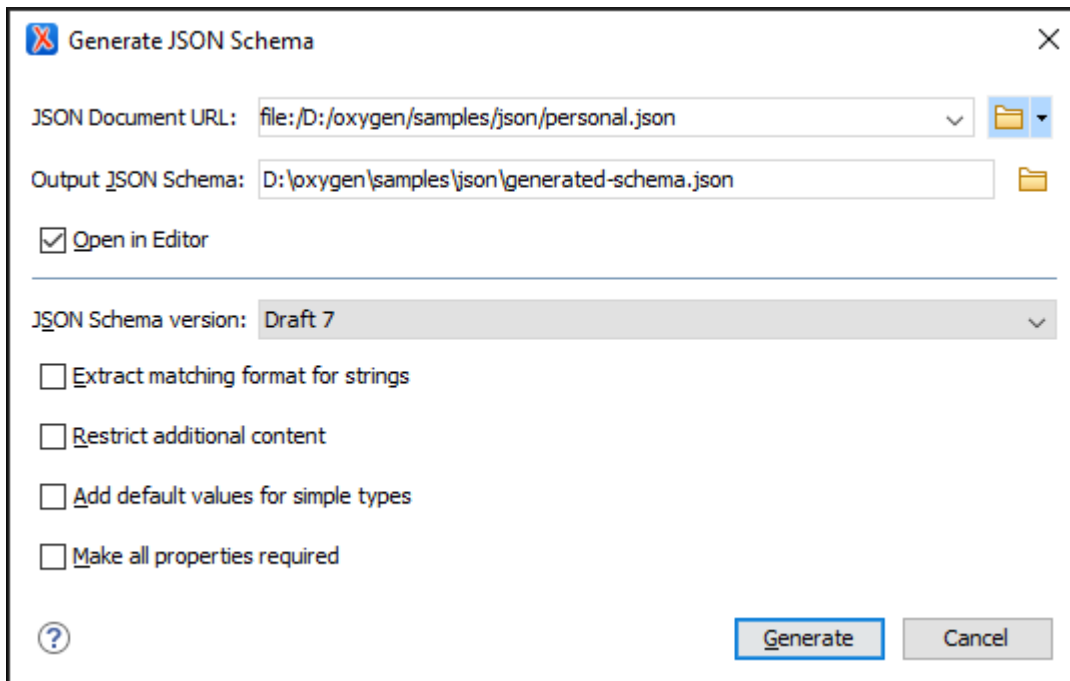 Generate JSON Schema
JSON Document URL: file:/D:/oxygen/samples/json/personal.json
Output JSON Schema: D:\oxygen\samples\json\generated-schema.json
Open in Editor
JSON Schema version: Draft 7
Extract matching format for strings
Restrict additional content
Add default values for simple types
Make all properties required
? Generate Cancel